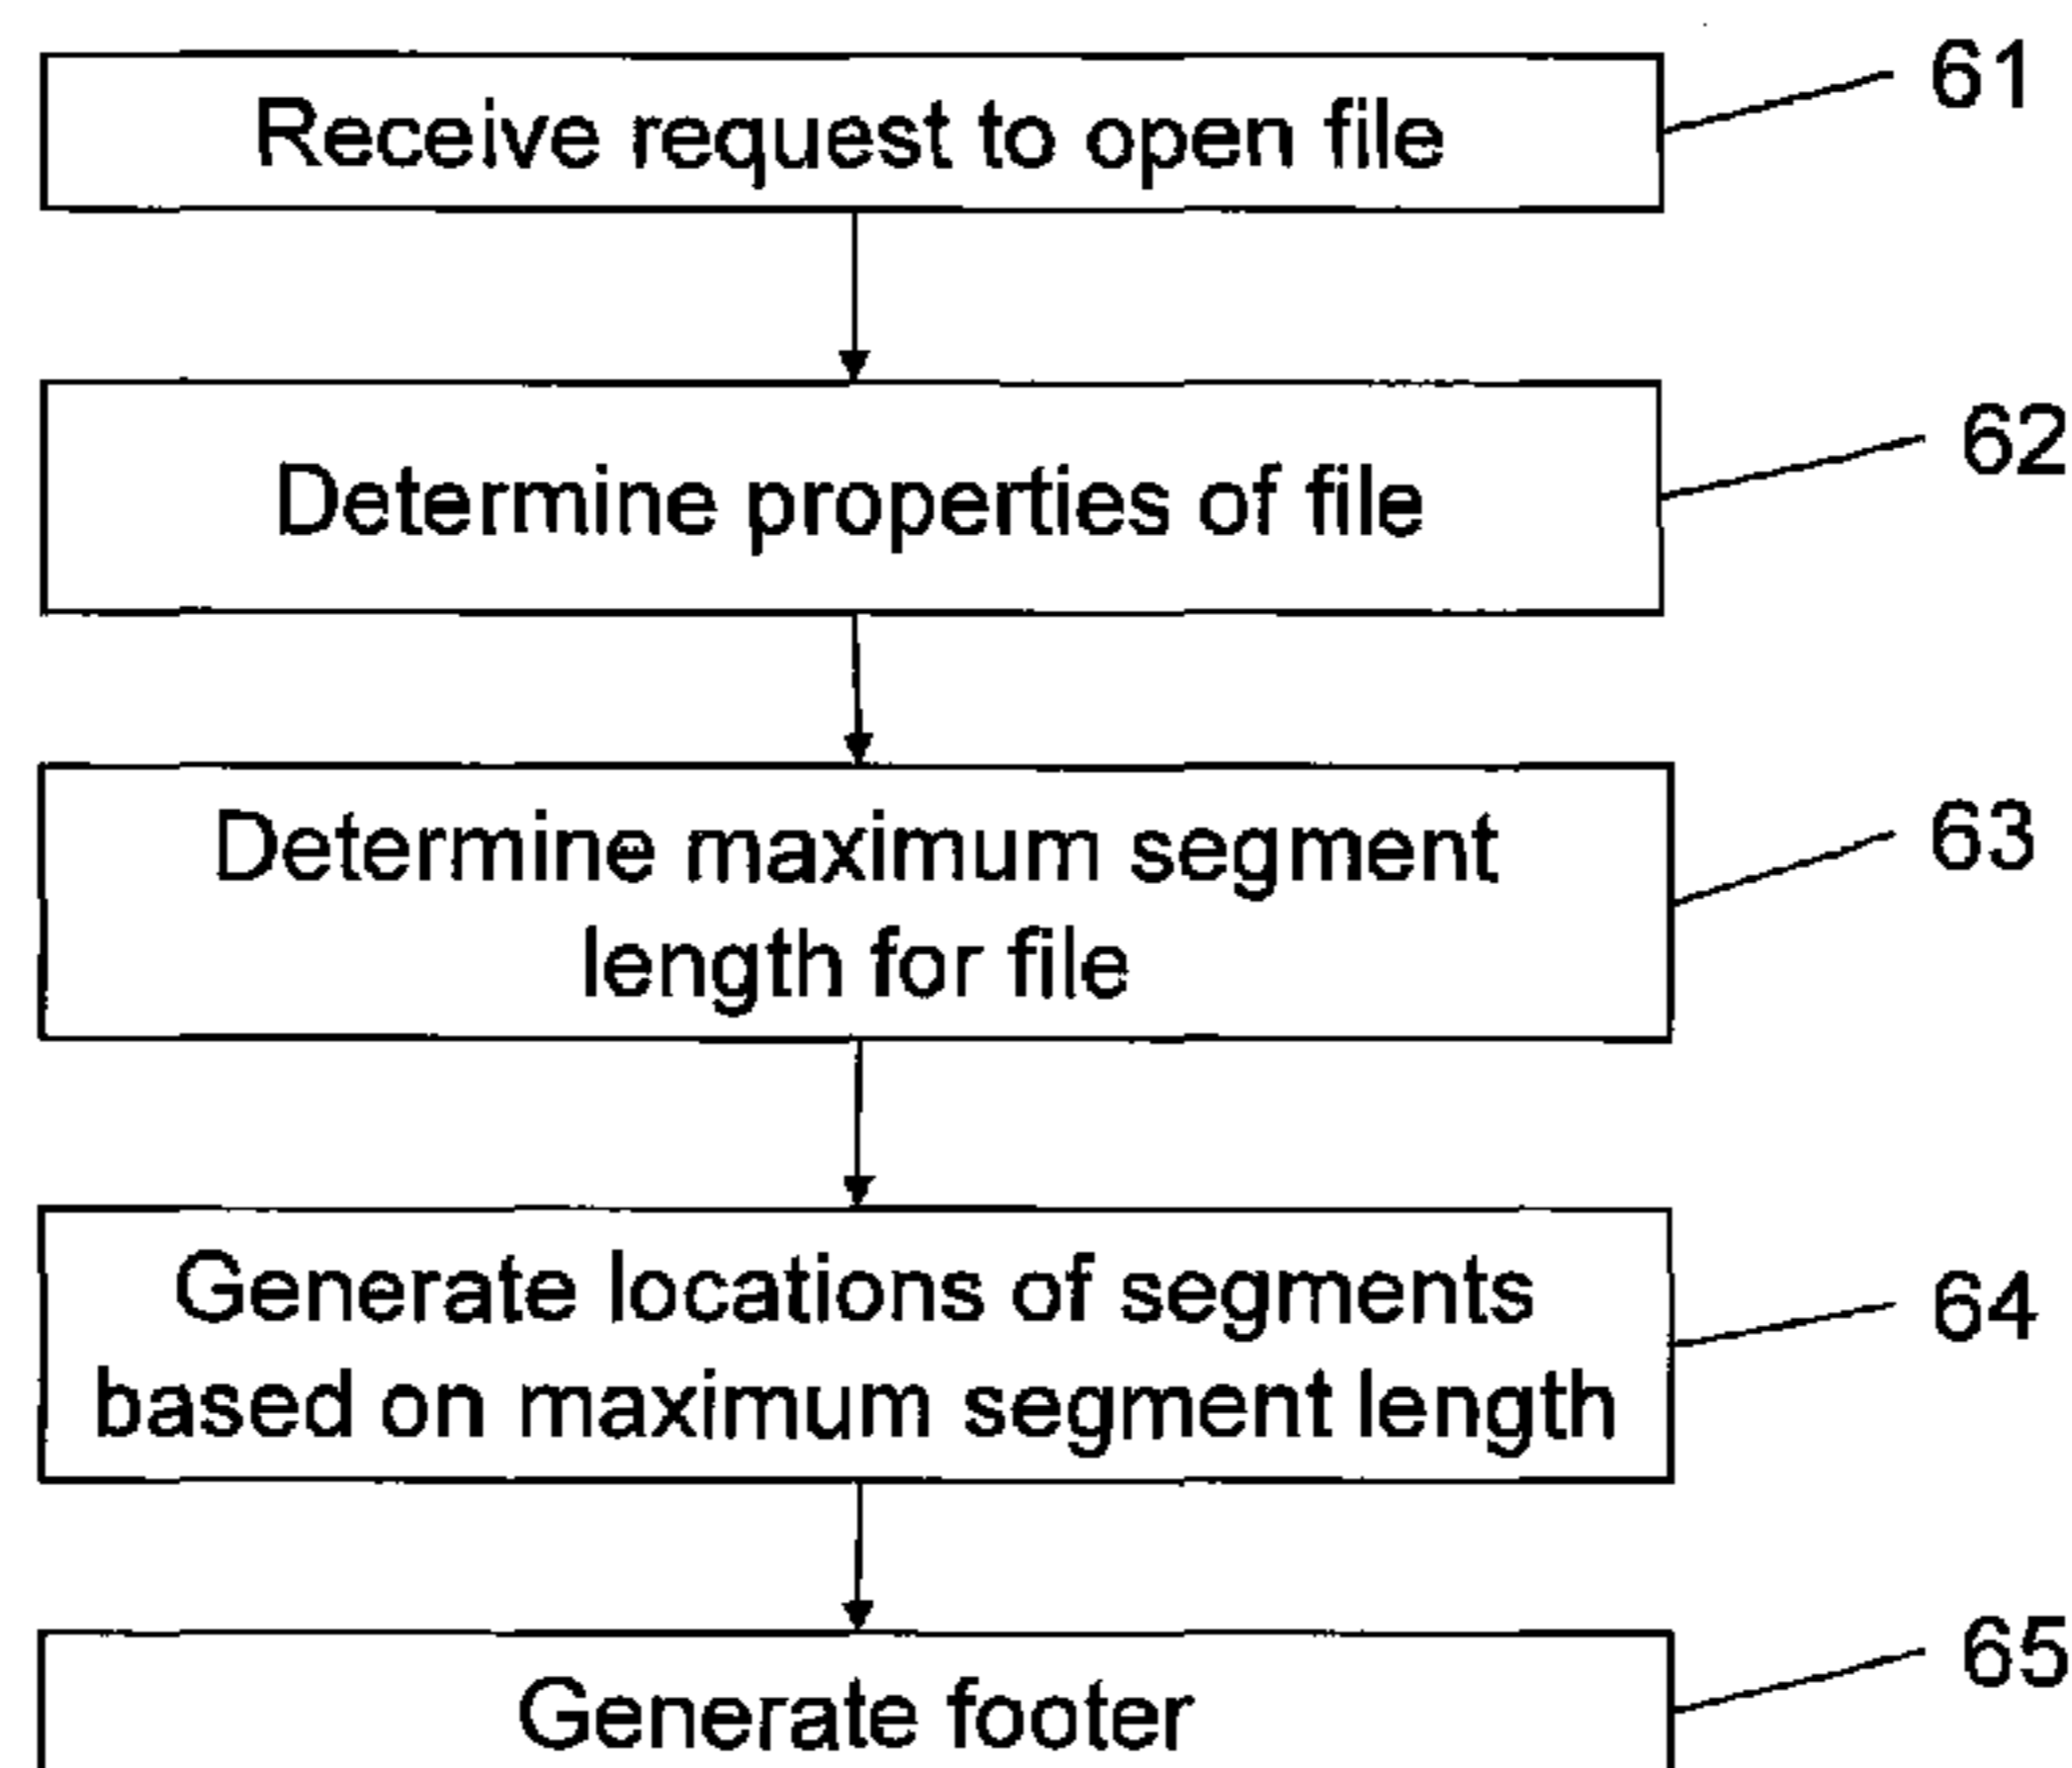 Receive request to open file
61
Determine properties of file
62
Determine maximum segment
length for file
63
Generate locations of segments
based on maximum segment length
64
Generate footer
65